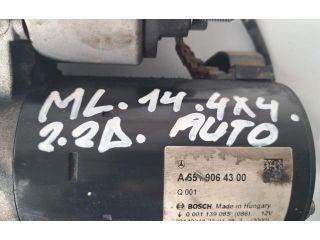 ML. 14. 4X4.
2.2D. AUTO
A 651 906 43 00
Q 001
BOSCH Made in Hungary
0 001 139 085 (086) 12V